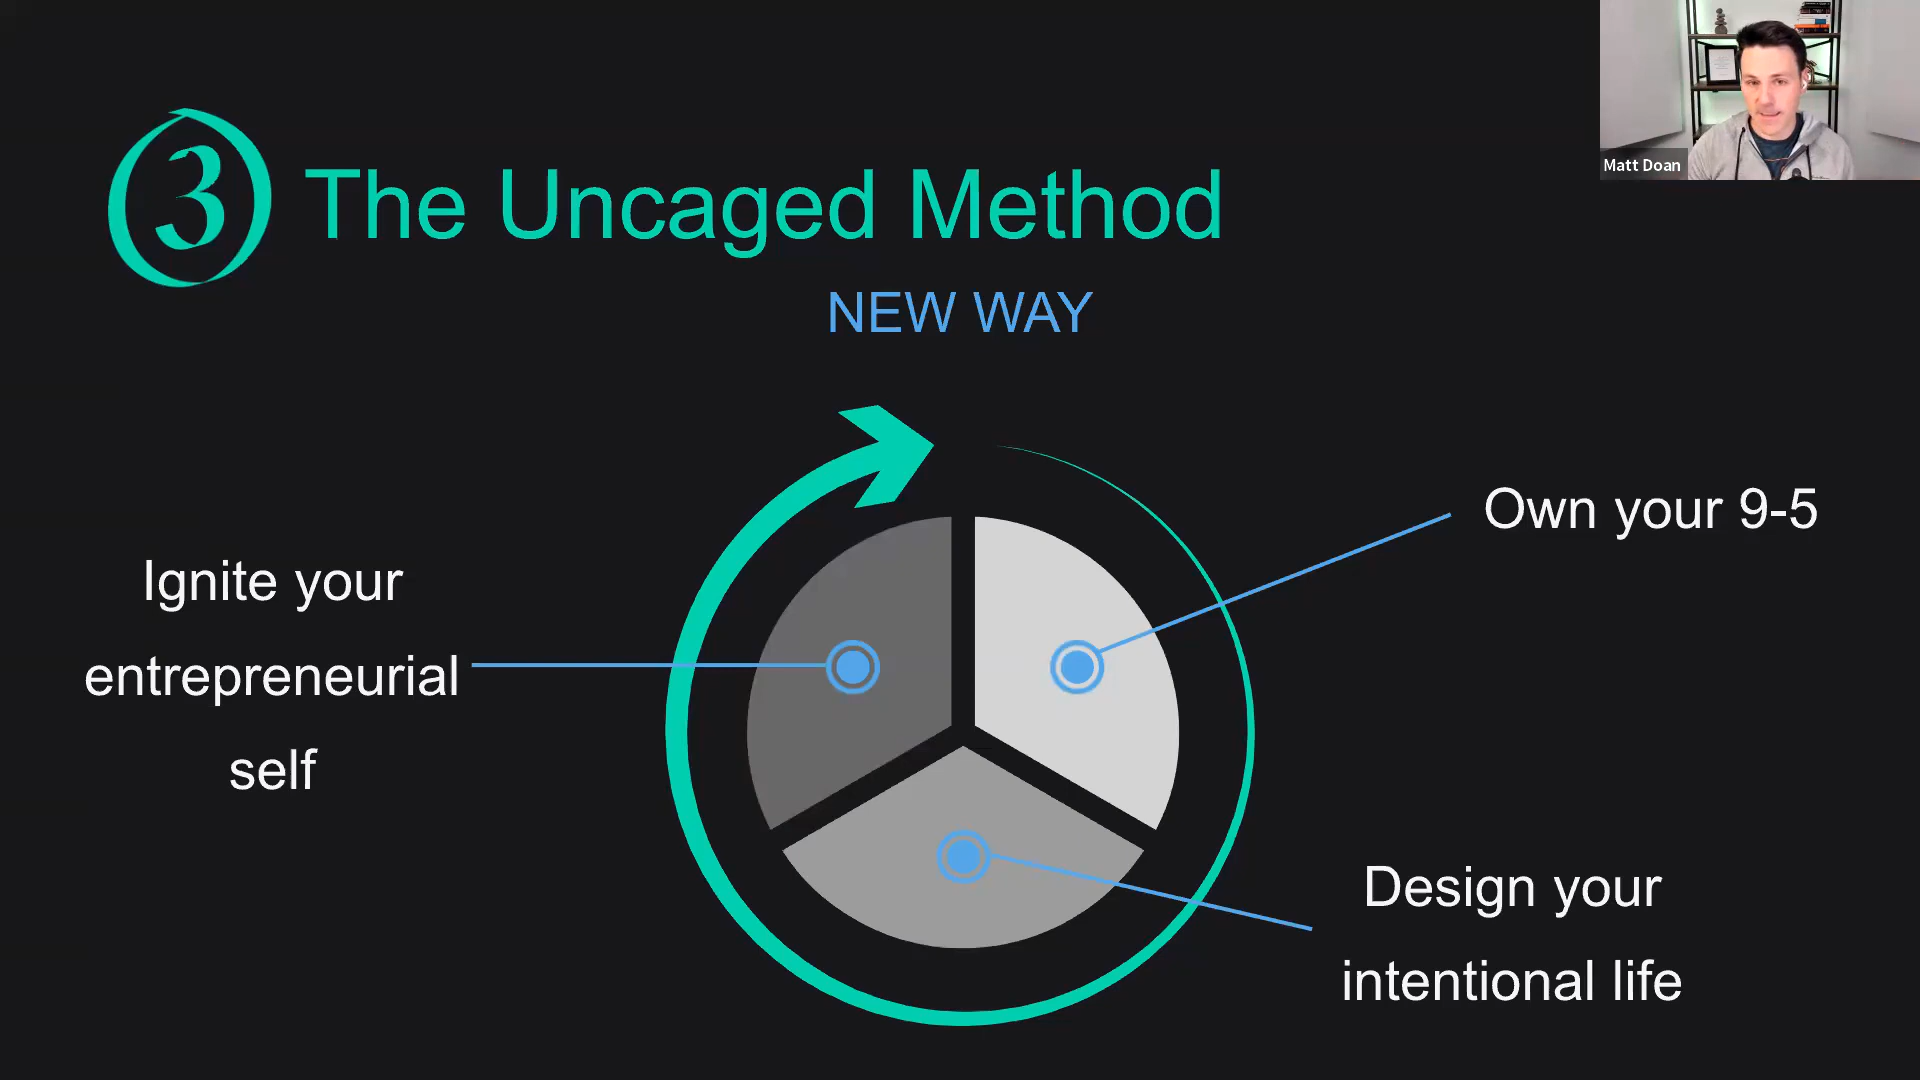 3 The Uncaged Method
NEW WAY
Own your 9-5
Ignite your
entrepreneurial
self
Design your
intentional life
Matt Doan